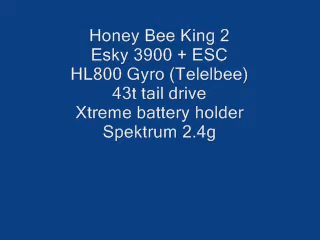 Honey Bee King 2
Esky 3900 + ESC
HL800 Gyro (Telelbee)
43t tail drive
Xtreme battery holder
Spektrum 2.4g